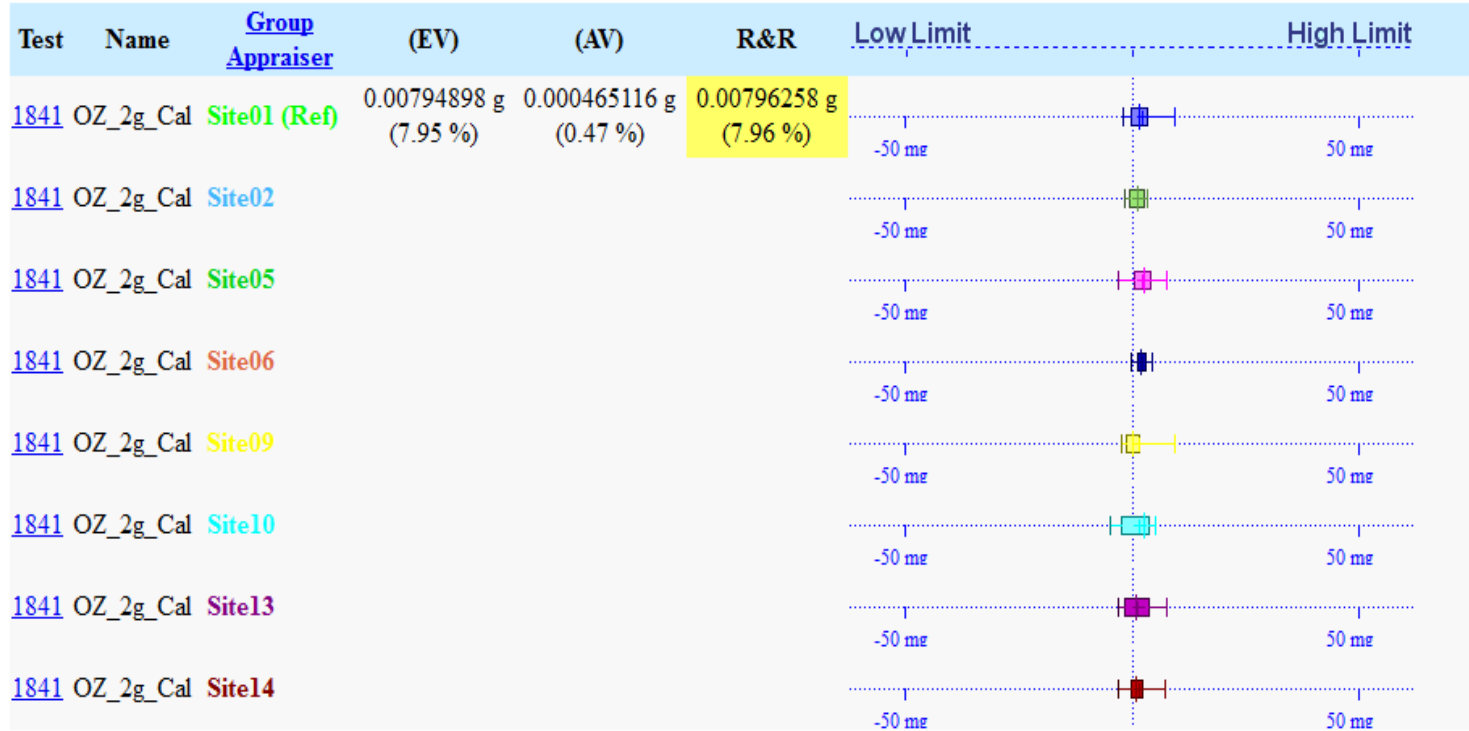 Test Name Group Appraiser (EV) (AV) R&R Low Limit High Limit
1841 OZ_2g_Cal Site01 (Ref) 0.00794898 g (7.95 %) 0.000465116 g (0.47 %) 0.00796258 g (7.96 %)
-50 mg 50 mg
1841 OZ_2g_Cal Site02
-50 mg 50 mg
1841 OZ_2g_Cal Site05
-50 mg 50 mg
1841 OZ_2g_Cal Site06
-50 mg 50 mg
1841 OZ_2g_Cal Site09
-50 mg 50 mg
1841 OZ_2g_Cal Site10
-50 mg 50 mg
1841 OZ_2g_Cal Site13
-50 mg 50 mg
1841 OZ_2g_Cal Site14
-50 mg 50 mg